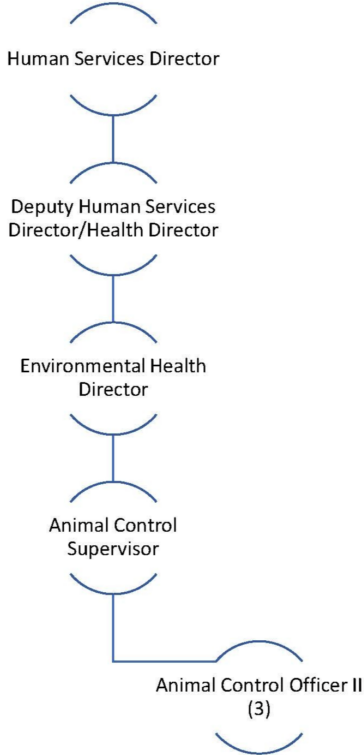 Human Services Director
Deputy Human Services
Director/Health Director
Environmental Health
Director
Animal Control
Supervisor
Animal Control Officer II
(3)